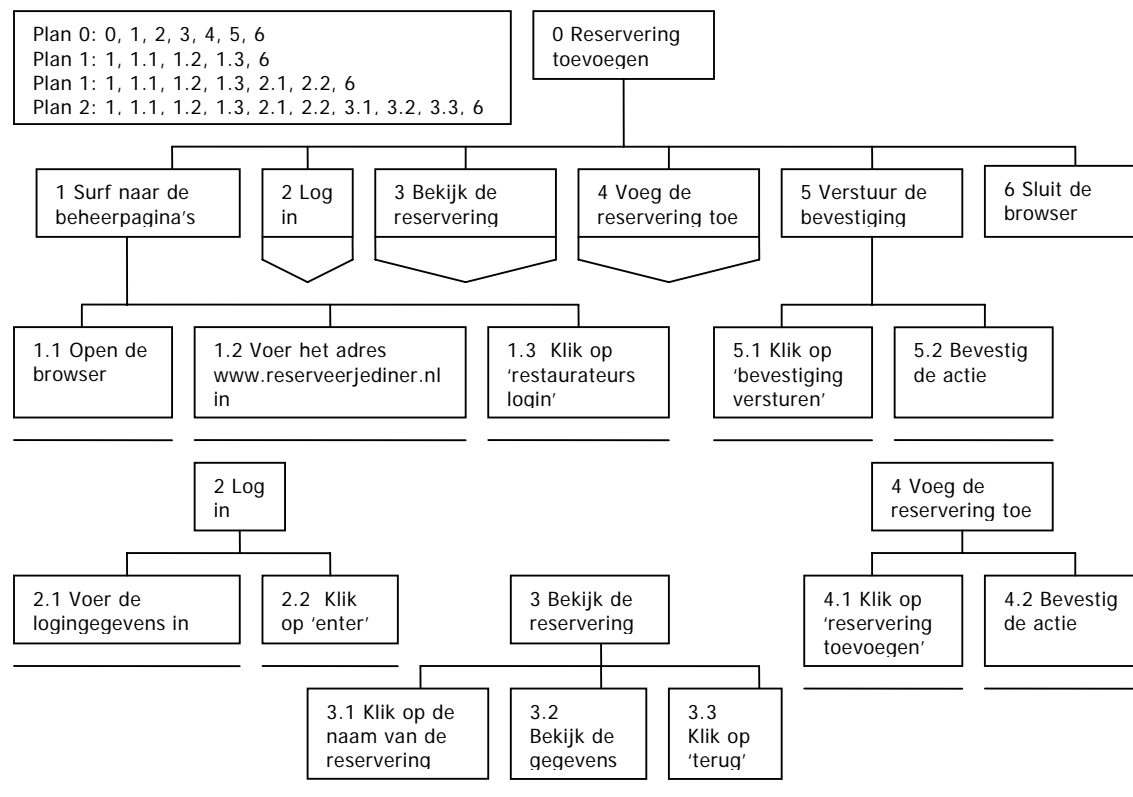 Plan 0: 0, 1, 2, 3, 4, 5, 6
Plan 1: 1, 1.1, 1.2, 1.3, 6
Plan 1: 1, 1.1, 1.2, 1.3, 2.1, 2.2, 6
Plan 2: 1, 1.1, 1.2, 1.3, 2.1, 2.2, 3.1, 3.2, 3.3, 6
0 Reservering
toevoegen
1 Surf naar de
beheerpagina's
2 Log
in
3 Bekijk de
reservering
4 Voeg de
reservering toe
5 Verstuur de
bevestiging
6 Sluit de
browser
1.1 Open de
browser
1.2 Voer het adres
www.reserveerjediner.nl
in
1.3 Klik op
‘restaurateurs
login’
5.1 Klik op
‘bevestiging
versturen’
5.2 Bevestig
de actie
2 Log
in
4 Voeg de
reservering toe
2.1 Voer de
logingegevens in
2.2 Klik
op ‘enter’
3 Bekijk de
reservering
4.1 Klik op
‘reservering
toevoegen’
4.2 Bevestig
de actie
3.1 Klik op de
naam van de
reservering
3.2
Bekijk de
gegevens
3.3
Klik op
‘terug’